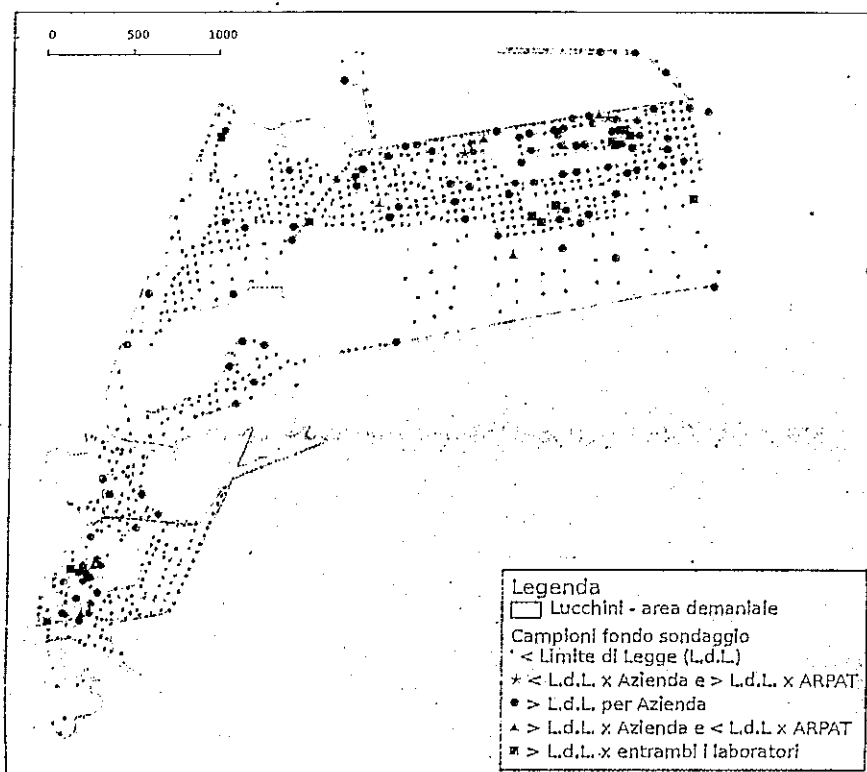 0 500 1000
Legenda
Lucchini - area demaniale
Campioni fondo sondaggio
< Limite di Legge (L.d.L.)
< L.d.L. x Azienda e > L.d.L. x ARPAT
> L.d.L. per Azienda
> L.d.L. x Azienda e < L.d.L x ARPAT
> L.d.L. x entrambi i laboratori